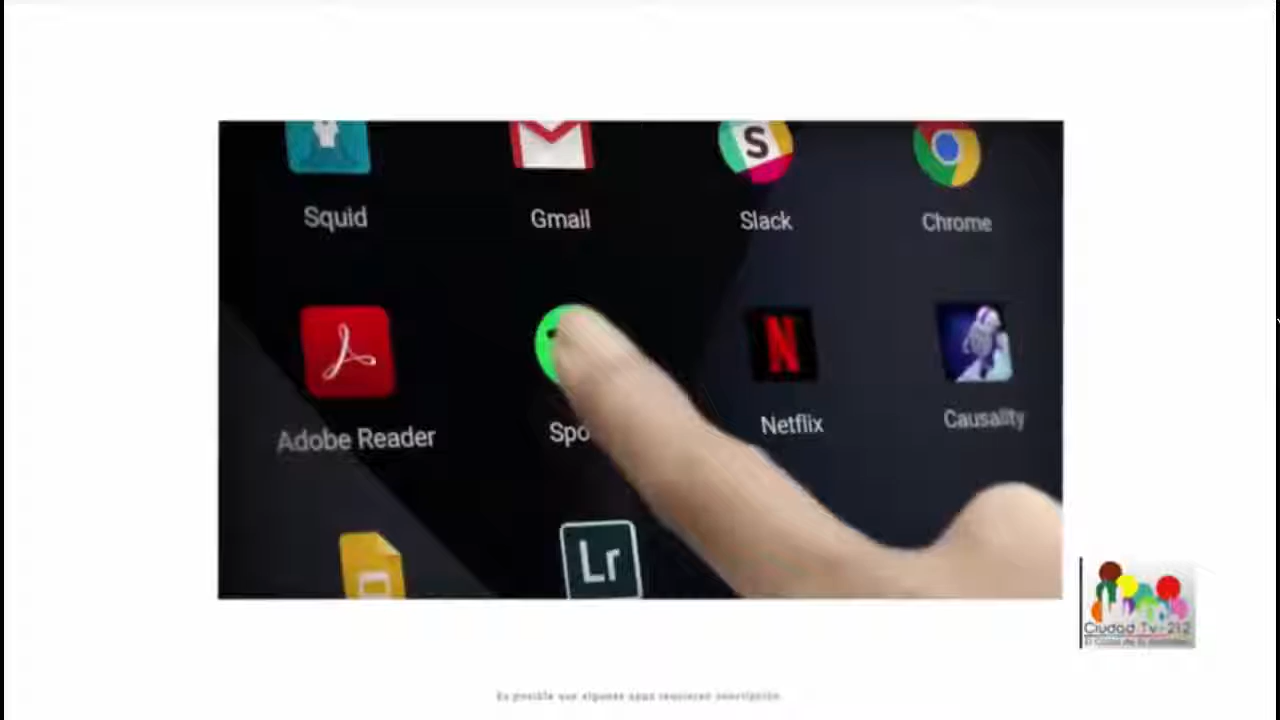 S
Squid
Gmail
Slack
Chrome
N
Adobe Reader
Spo
Netflix
Causality
Lr
Ciudad Tv-212
Es posible que algunas apps requieran suscripción.